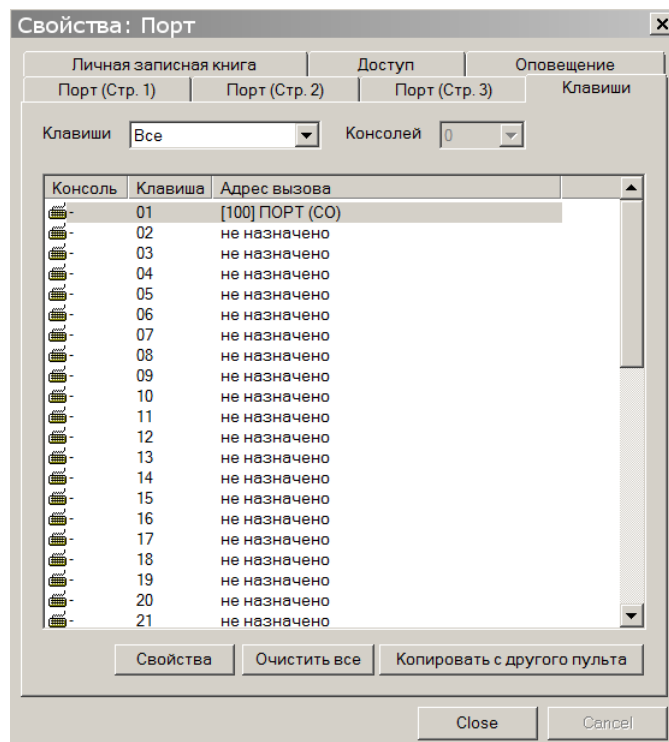 Свойства: Порт
Личная записная книга Доступ Оповещение
Порт (Стр. 1) Порт (Стр. 2) Порт (Стр. 3) Клавиши
Клавиши Все Консолей 0
Консоль Клавиша Адрес вызова
- 01 [100] ПОРТ (СО)
- 02 не назначено
- 03 не назначено
- 04 не назначено
- 05 не назначено
- 06 не назначено
- 07 не назначено
- 08 не назначено
- 09 не назначено
- 10 не назначено
- 11 не назначено
- 12 не назначено
- 13 не назначено
- 14 не назначено
- 15 не назначено
- 16 не назначено
- 17 не назначено
- 18 не назначено
- 19 не назначено
- 20 не назначено
- 21 не назначено
Свойства Очистить все Копировать с другого пульта
Close Cancel